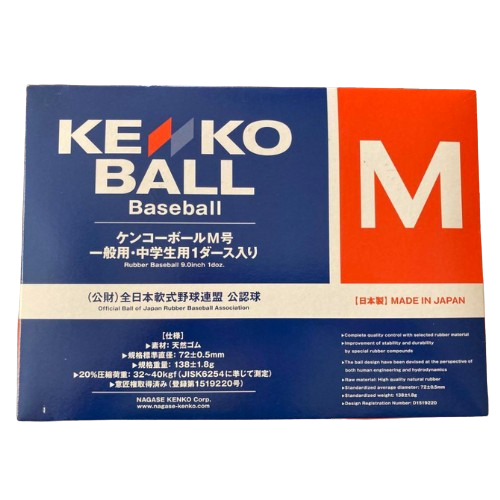 KENKO
BALL
Baseball
ケンコーボールM号
一般用・中学生用1ダース入り
Rubber Baseball 9.0inch 1doz.
M
(公財)全日本軟式野球連盟 公認球
Official Ball of Japan Rubber Baseball Association
【日本製】MADE IN JAPAN
【仕様】
▶素材:天然ゴム
▶規格標準直径:72±0.5mm
▶規格重量:138±1.8g
▶20%圧縮荷重:32〜40kgf(JISK6254に準じて測定)
▶意匠権取得済み(登録第1519220号)
NAGASE KENKO Corp.
www.nagase-kenko.com
▶Complete quality control with selected rubber material
▶Improvement of stability and durability
by special rubber compounds
▶The ball design have been devised at the perspective of
both human engineering and hydrodynamics
▶Raw material: High quality natural rubber
▶Standardized average diameter: 72±0.5mm
▶Standardized weight: 138±1.8g
▶Design Registration Number: D1519220